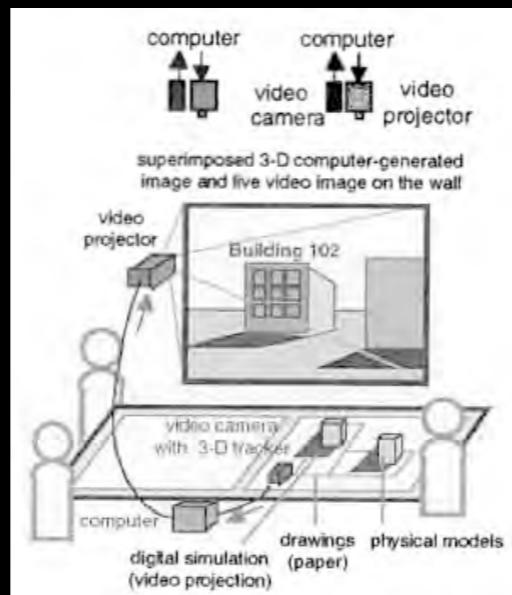 computer computer
video camera
video projector
superimposed 3-D computer-generated
image and live video image on the wall
video
projector
Building 102
video camera
with 3-D tracker
computer
drawings
(paper)
physical models
digital simulation
(video projection)